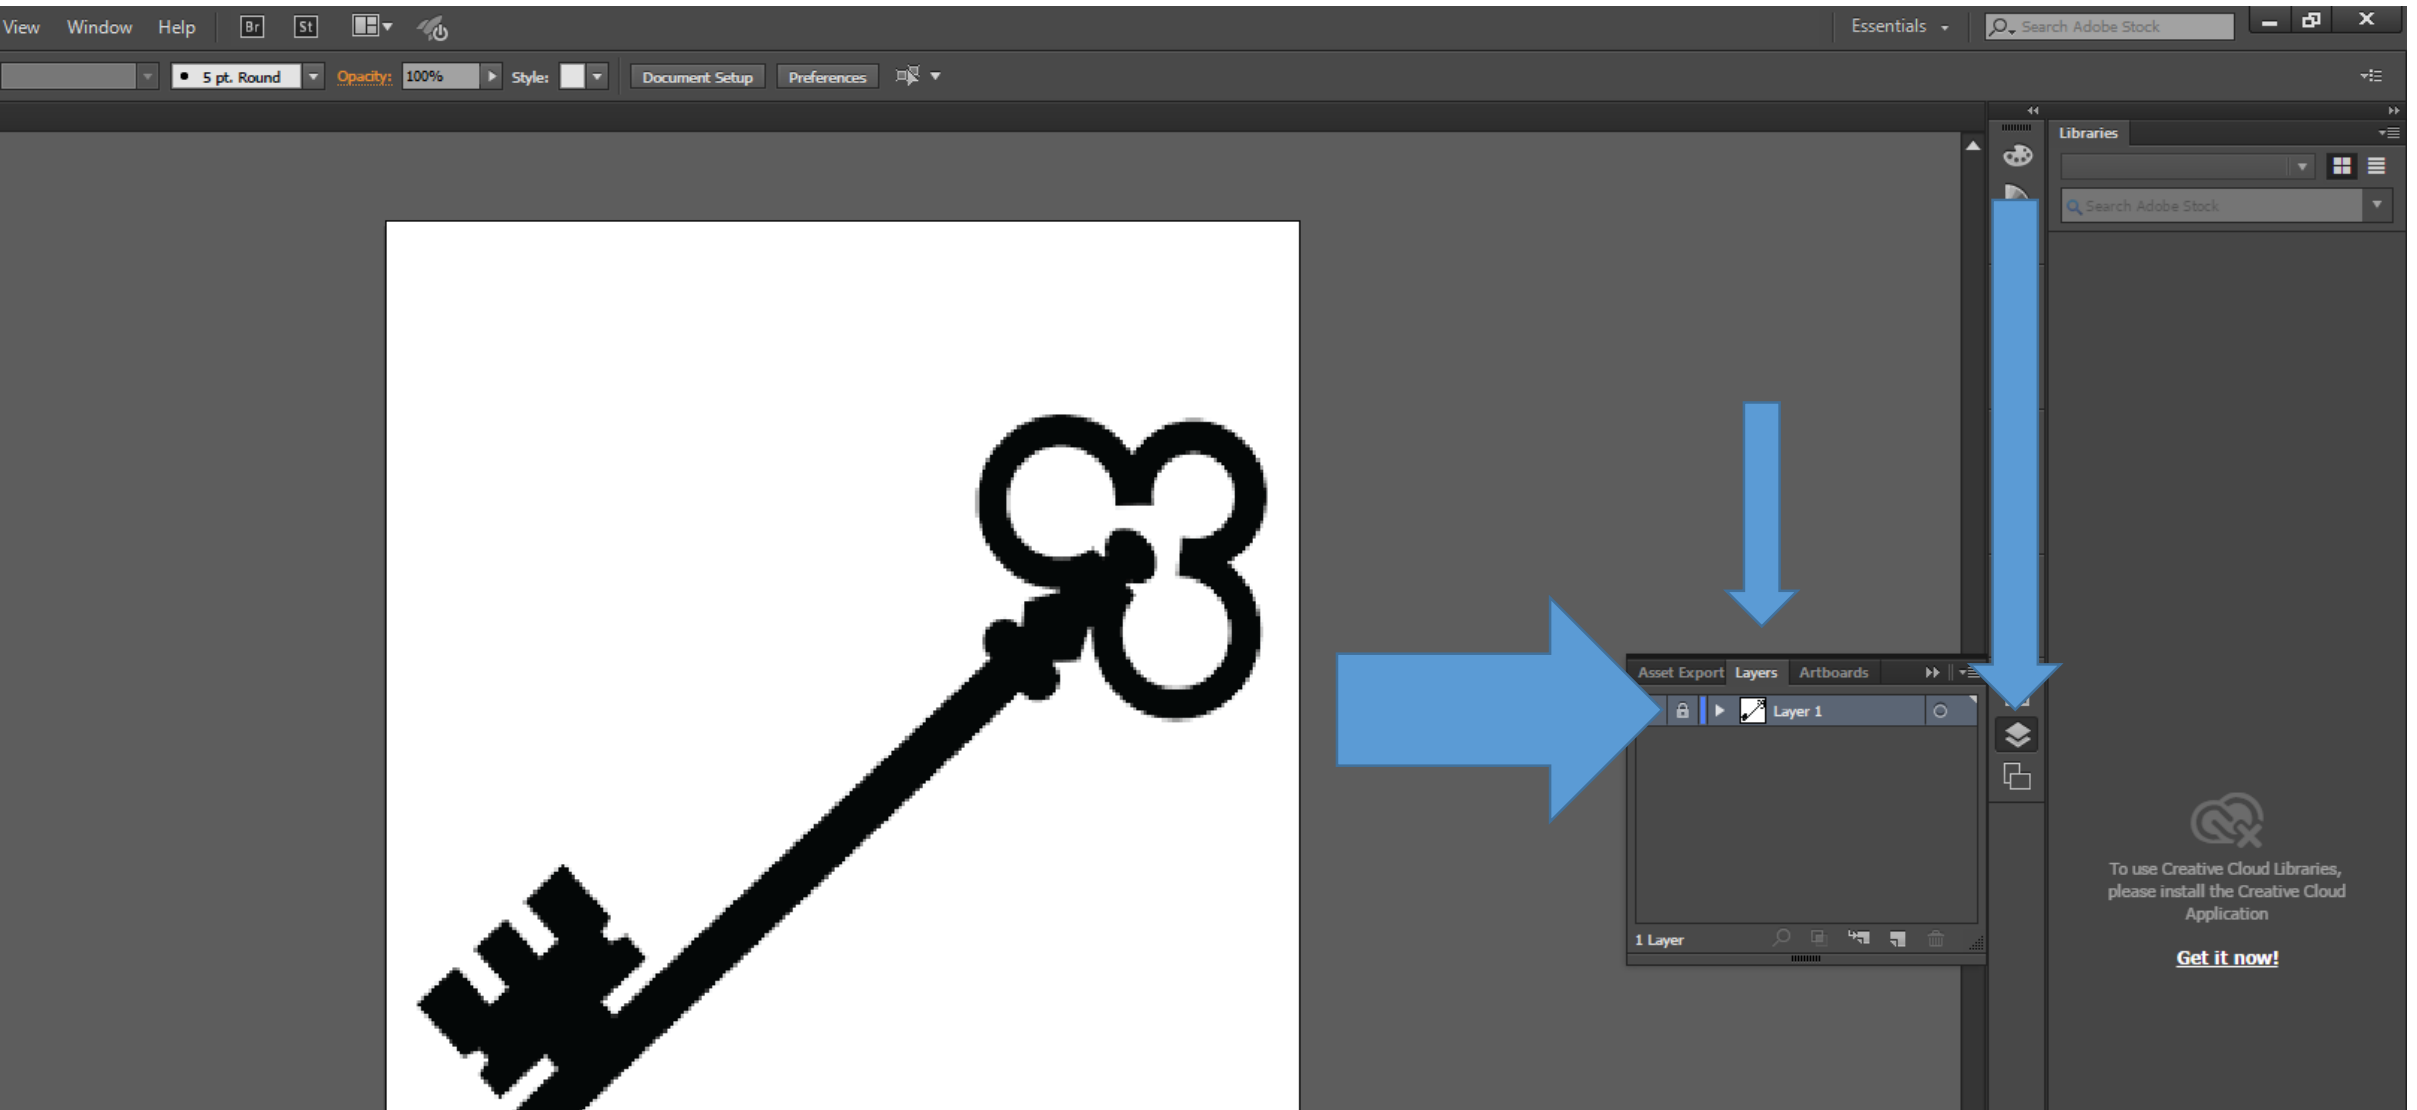 View Window Help Br St Essentials Search Adobe Stock
5 pt. Round Opacity: 100% Style: Document Setup Preferences
Libraries
Search Adobe Stock
Asset Export Layers Artboards
Layer 1
1 Layer
To use Creative Cloud Libraries,
please install the Creative Cloud
Application
Get it now!